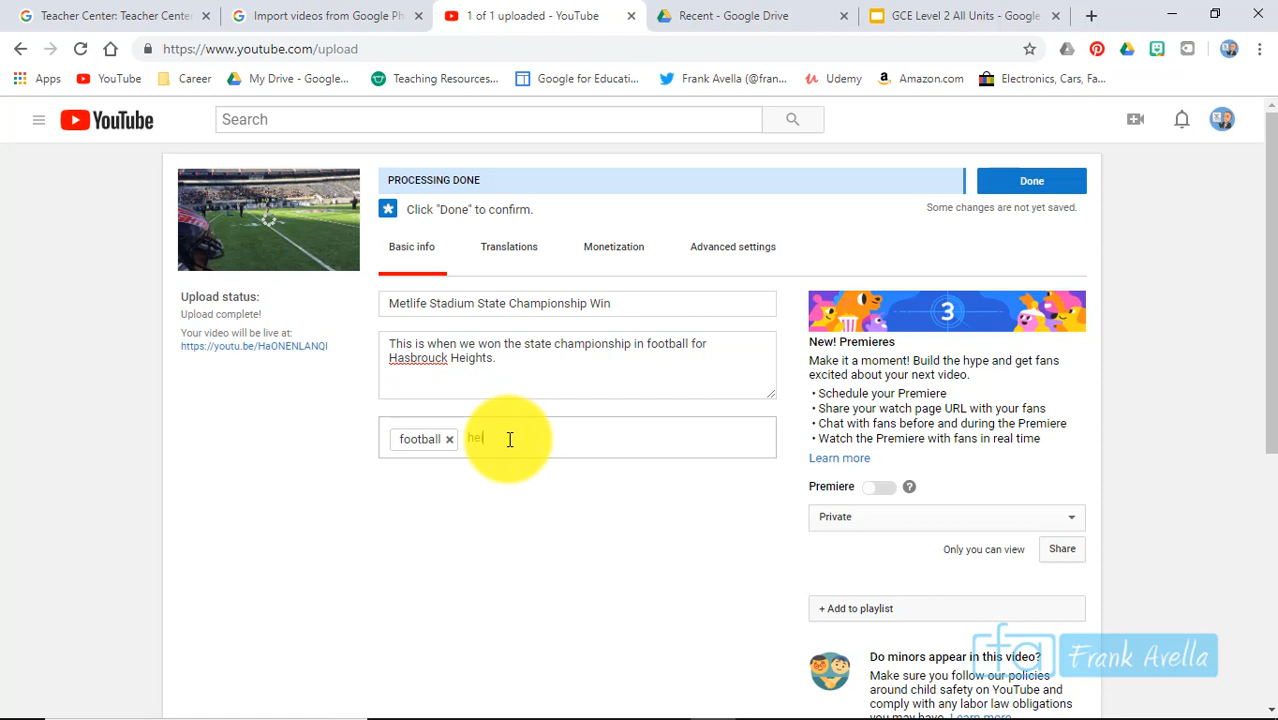 Teacher Center: Teacher Cent
Import videos from Google Ph
1 of 1 uploaded - YouTube
Recent - Google Drive
GCE Level 2 All Units - Google
https://www.youtube.com/upload
Apps
YouTube
Career
My Drive - Google...
Teaching Resources...
Google for Educati...
Frank Avella (@fran...
Udemy
Amazon.com
Electronics, Cars, Fa...
YouTube
Search
PROCESSING DONE
Done
Click "Done" to confirm.
Some changes are not yet saved.
Basic info
Translations
Monetization
Advanced settings
Upload status:
Upload complete!
Your video will be live at:
https://youtu.be/HaONENLANQI
Metlife Stadium State Championship Win
This is when we won the state championship in football for
Hasbrouck Heights.
football
hei
3
New! Premieres
Make it a moment! Build the hype and get fans
excited about your next video.
• Schedule your Premiere
• Share your watch page URL with your fans
• Chat with fans before and during the Premiere
• Watch the Premiere with fans in real time
Learn more
Premiere
?
Private
Only you can view
Share
+ Add to playlist
fa Frank Avella
Do minors appear in this video?
Make sure you follow our policies
around child safety on YouTube and
comply with any labor law obligations
you may have. Learn more